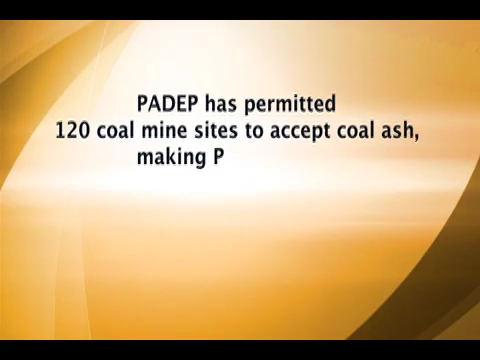 PADEP has permitted
120 coal mine sites to accept coal ash,
making P